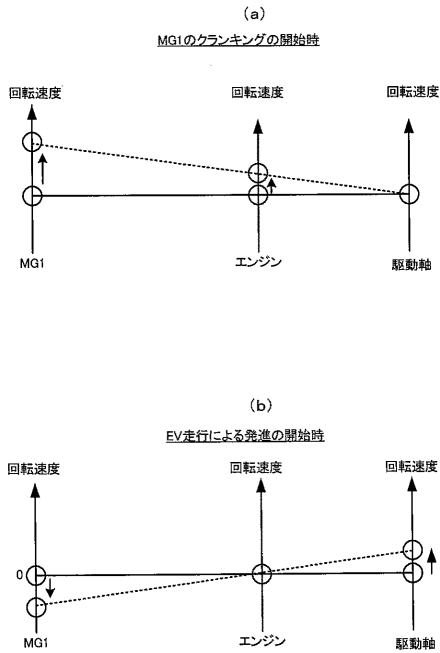 (a)
MG1のクランキングの開始時
回転速度
回転速度
回転速度
MG1
エンジン
駆動軸
(b)
EV走行による発進の開始時
回転速度
回転速度
回転速度
0
MG1
エンジン
駆動軸